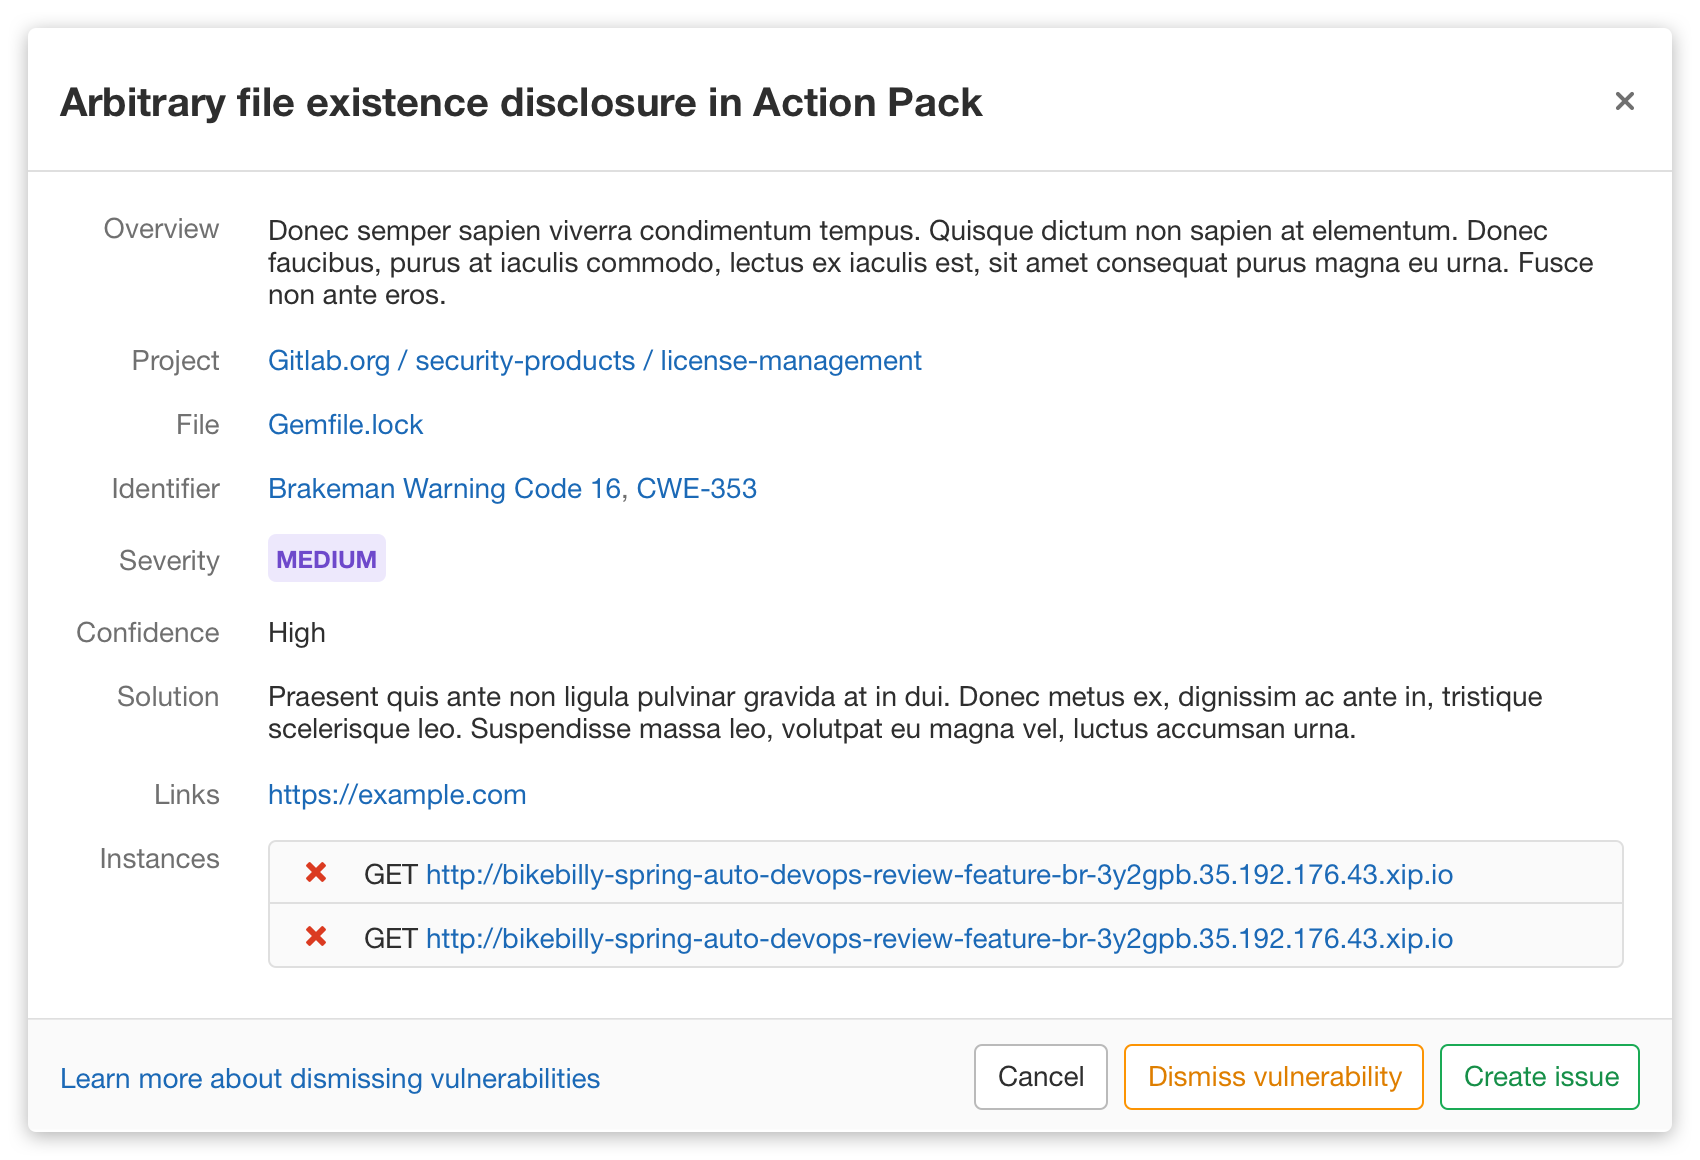 Arbitrary file existence disclosure in Action Pack ×
Overview Donec semper sapien viverra condimentum tempus. Quisque dictum non sapien at elementum. Donec
faucibus, purus at iaculis commodo, lectus ex iaculis est, sit amet consequat purus magna eu urna. Fusce
non ante eros.
Project Gitlab.org / security-products / license-management
File Gemfile.lock
Identifier Brakeman Warning Code 16, CWE-353
Severity MEDIUM
Confidence High
Solution Praesent quis ante non ligula pulvinar gravida at in dui. Donec metus ex, dignissim ac ante in, tristique
scelerisque leo. Suspendisse massa leo, volutpat eu magna vel, luctus accumsan urna.
Links https://example.com
Instances GET http://bikebilly-spring-auto-devops-review-feature-br-3y2gpb.35.192.176.43.xip.io
GET http://bikebilly-spring-auto-devops-review-feature-br-3y2gpb.35.192.176.43.xip.io
Learn more about dismissing vulnerabilities Cancel Dismiss vulnerability Create issue